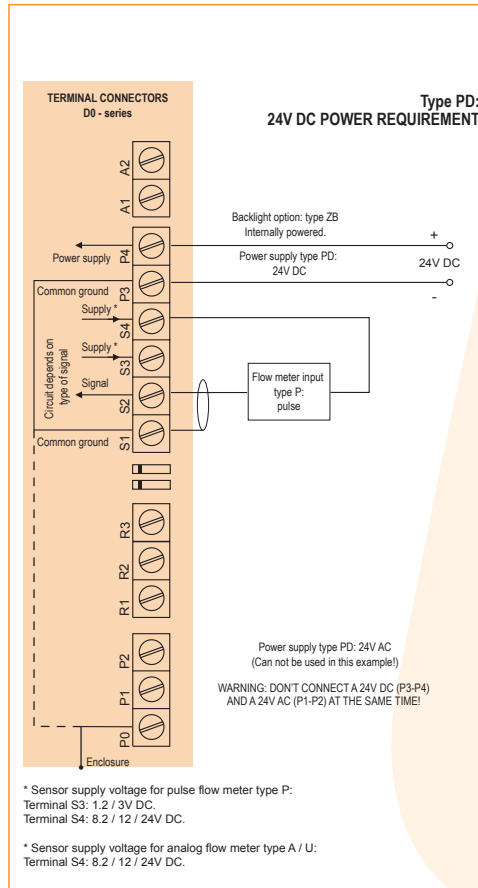 TERMINAL CONNECTORS
D0 - series
Type PD:
24V DC POWER REQUIREMENT
A2
A1
P4
P3
S4
S3
S2
S1
R3
R2
R1
P2
P1
P0
Power supply
Common ground
Supply *
Supply *
Signal
Circuit depends on
type of signal
Common ground
Backlight option: type ZB
Internally powered.
Power supply type PD:
24V DC
+
24V DC
-
Flow meter input
type P:
pulse
Power supply type PD: 24V AC
(Can not be used in this example!)
WARNING: DON'T CONNECT A 24V DC (P3-P4)
AND A 24V AC (P1-P2) AT THE SAME TIME!
Enclosure
* Sensor supply voltage for pulse flow meter type P:
Terminal S3: 1.2 / 3V DC.
Terminal S4: 8.2 / 12 / 24V DC.
* Sensor supply voltage for analog flow meter type A / U:
Terminal S4: 8.2 / 12 / 24V DC.